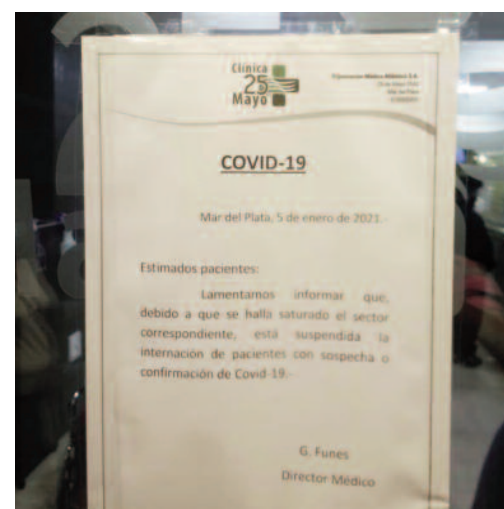 Clínica
25
Mayo
COVID-19
Mar del Plata, 5 de enero de 2021.-
Estimados pacientes:
Lamentamos informar que,
debido a que se halla saturado el sector
correspondiente, está suspendida la
internación de pacientes con sospecha o
confirmación de Covid-19.-
G. Funes
Director Médico